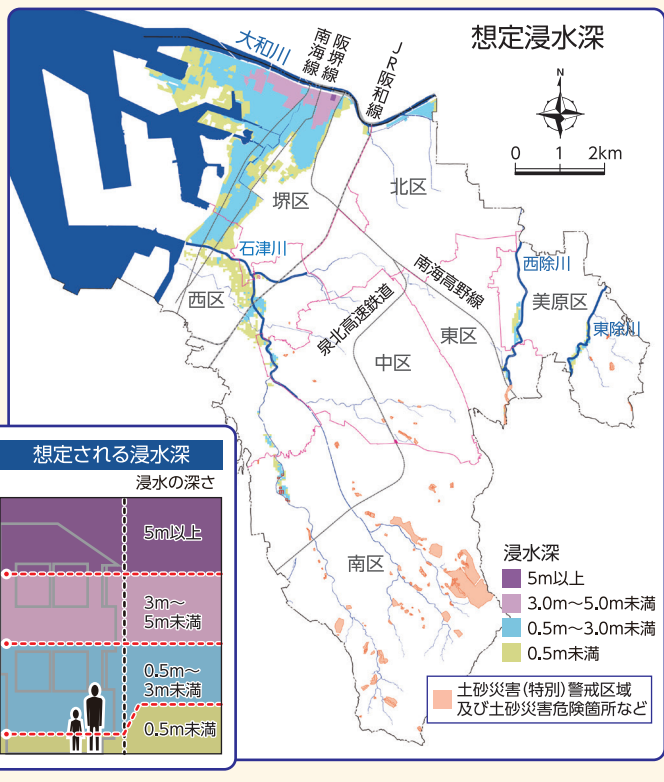 想定浸水深
大和川
南海線
阪堺線
JR阪和線
N
0 1 2km
北区
堺区
石津川
西区
南海高野線
西除川
美原区
東除川
泉北高速鉄道
東区
中区
南区
想定される浸水深
浸水の深さ
5m以上
3m〜
5m未満
0.5m〜
3m未満
0.5m未満
浸水深
5m以上
3.0m〜5.0m未満
0.5m〜3.0m未満
0.5m未満
土砂災害(特別)警戒区域
及び土砂災害危険箇所など